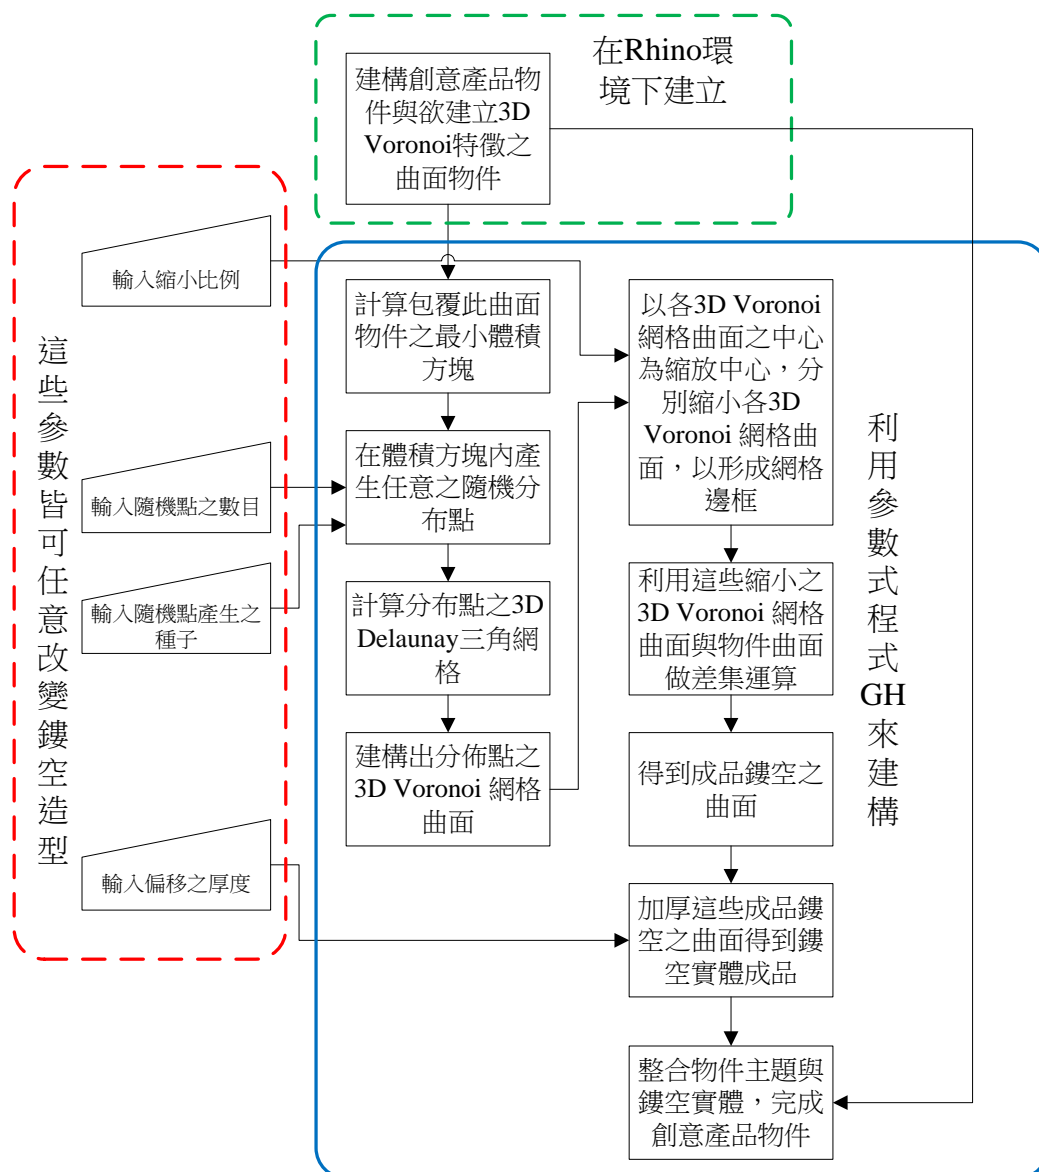 在Rhino環
境下建立
建構創意產品物
件與欲建立3D
Voronoi特徵之
曲面物件
輸入縮小比例
輸入隨機點之數目
輸入隨機點產生之
種子
輸入偏移之厚度
這些參數皆可任意改變鏤空造型
計算包覆此曲面
物件之最小體積
方塊
在體積方塊內產
生任意之隨機分
布點
計算分布點之3D
Delaunay三角網
格
建構出分佈點之
3D Voronoi 網格
曲面
以各3D Voronoi
網格曲面之中心
為縮放中心，分
別縮小各3D
Voronoi 網格曲
面，以形成網格
邊框
利用這些縮小之
3D Voronoi 網格
曲面與物件曲面
做差集運算
得到成品鏤空之
曲面
加厚這些成品鏤
空之曲面得到鏤
空實體成品
整合物件主題與
鏤空實體，完成
創意產品物件
利用參數式程式GH來建構